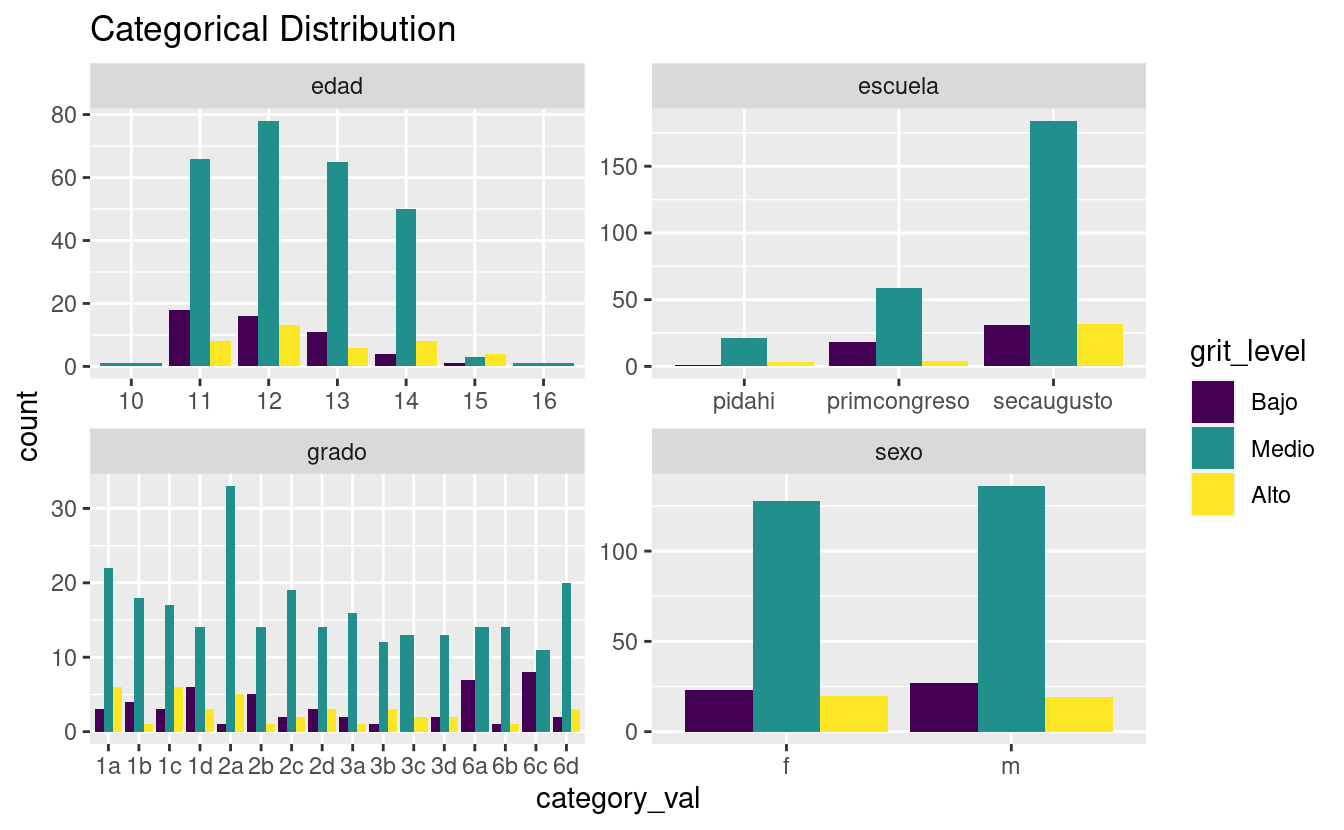 Categorical Distribution
edad
escuela
80
60
40
20
0
10 11 12 13 14 15 16
150
100
50
0
pidahi primcongreso secaugusto
grado
sexo
30
20
10
0
1a 1b 1c 1d 2a 2b 2c 2d 3a 3b 3c 3d 6a 6b 6c 6d
100
50
0
f m
count
category_val
grit_level
Bajo
Medio
Alto